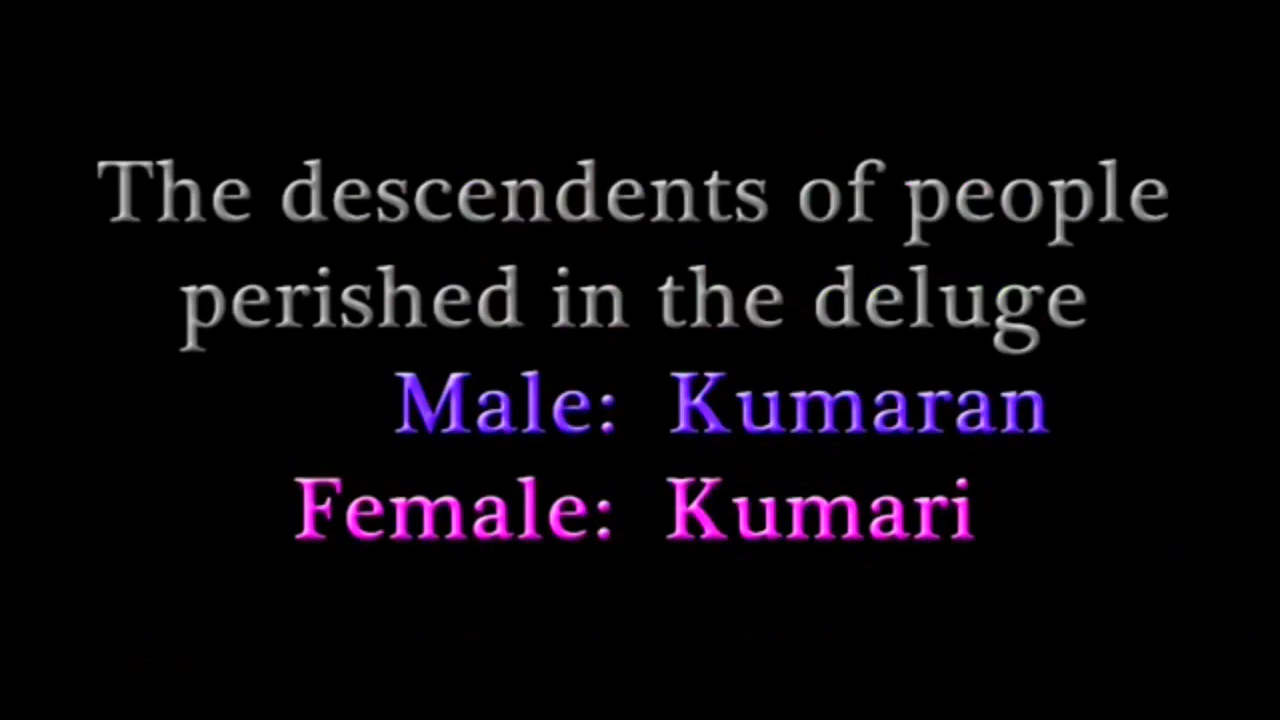 The descendents of people
perished in the deluge
Male: Kumaran
Female: Kumari